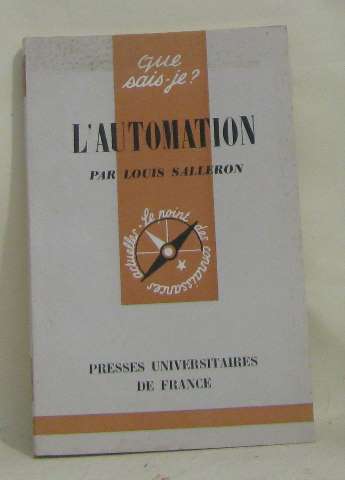 que
sais-je?
L'AUTOMATION
PAR LOUIS SALLERON
Le point des connaissances actuelles
PRESSES UNIVERSITAIRES
DE FRANCE